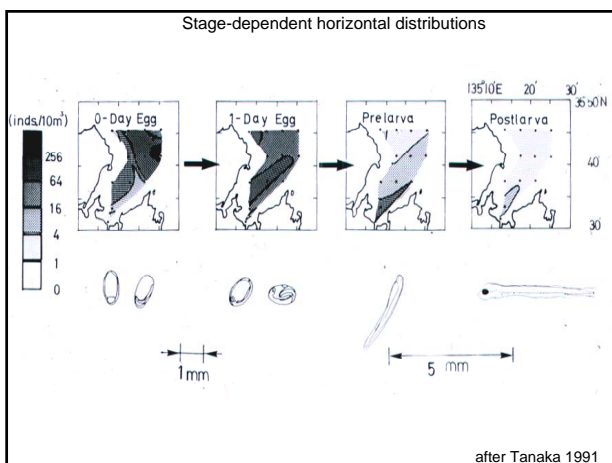 Stage-dependent horizontal distributions
135°10'E 20' 30'
35°50'N
(inds/10m³)
0-Day Egg
1-Day Egg
Prelarva
Postlarva
256
64
16
4
1
0
40'
30'
1mm
5 mm
after Tanaka 1991